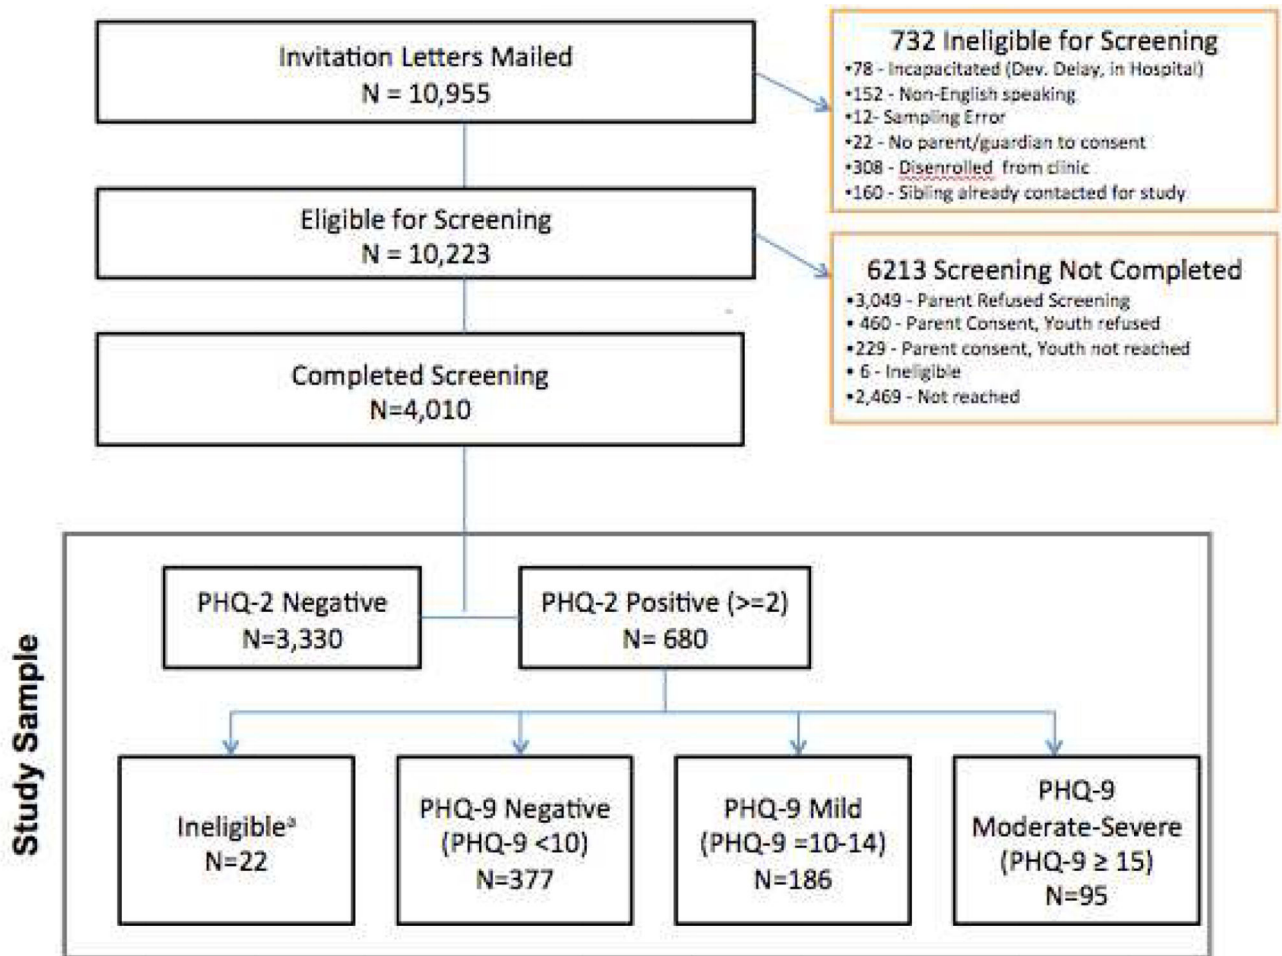 Invitation Letters Mailed
N = 10,955
732 Ineligible for Screening
•78 - Incapacitated (Dev. Delay, in Hospital)
•152 - Non-English speaking
•12- Sampling Error
•22 - No parent/guardian to consent
•308 - Disenrolled from clinic
•160 - Sibling already contacted for study
Eligible for Screening
N = 10,223
6213 Screening Not Completed
•3,049 - Parent Refused Screening
• 460 - Parent Consent, Youth refused
•229 - Parent consent, Youth not reached
• 6 - Ineligible
•2,469 - Not reached
Completed Screening
N=4,010
Study Sample
PHQ-2 Negative
N=3,330
PHQ-2 Positive (>=2)
N= 680
Ineligibleᵃ
N=22
PHQ-9 Negative
(PHQ-9 <10)
N=377
PHQ-9 Mild
(PHQ-9 =10-14)
N=186
PHQ-9
Moderate-Severe
(PHQ-9 ≥ 15)
N=95